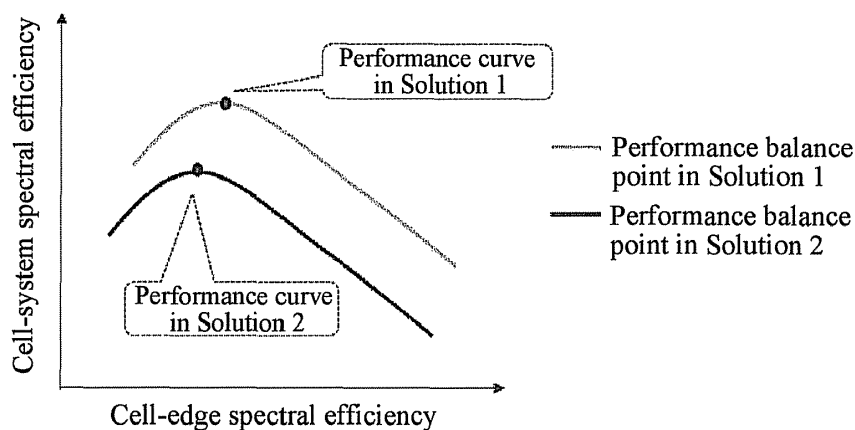 Cell-system spectral efficiency
Performance curve
in Solution 1
Performance curve
in Solution 2
Cell-edge spectral efficiency
Performance balance
point in Solution 1
Performance balance
point in Solution 2